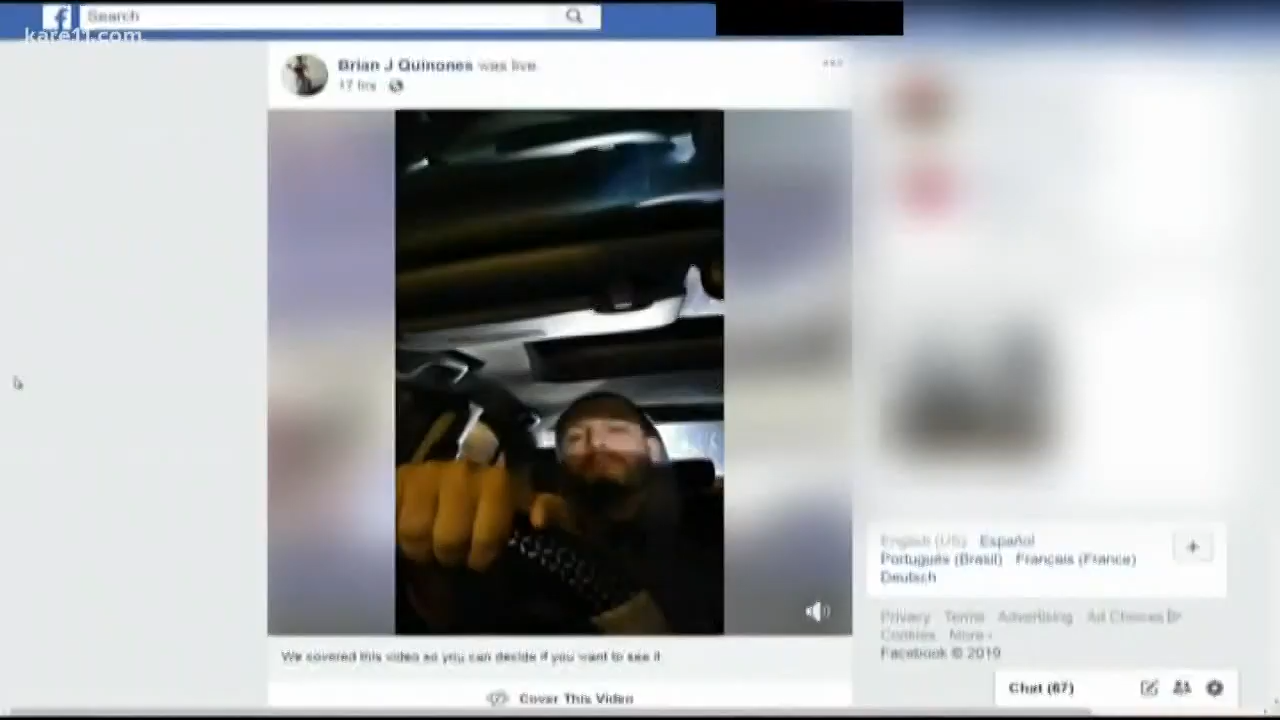 f Search
kare11.com
Brian J Quinones was live.
17 hrs
We covered this video so you can decide if you want to see it.
Cover This Video
English (US) Español
Português (Brasil) Français (France)
Deutsch
Privacy Terms Advertising Ad Choices
Cookies More
Facebook © 2019
Chat (67)